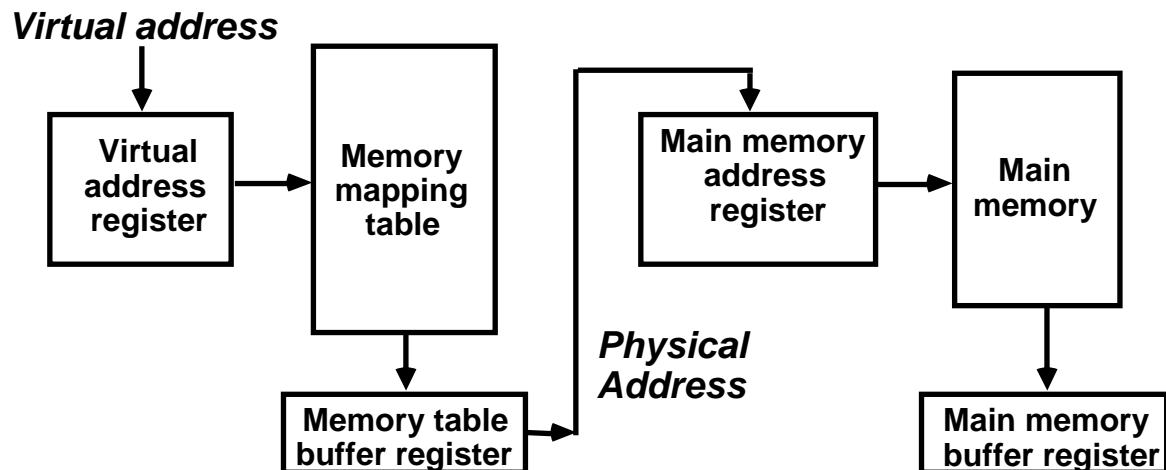 Virtual address
Virtual
address
register
Memory
mapping
table
Memory table
buffer register
Physical
Address
Main memory
address
register
Main
memory
Main memory
buffer register